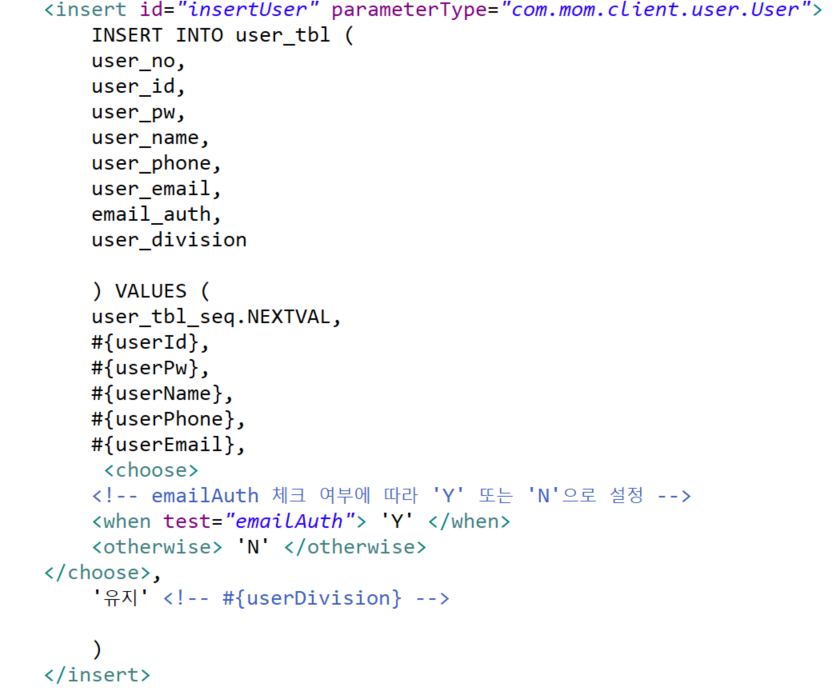 <insert id="insertUser" parameterType="com.mom.client.user.User">
INSERT INTO user_tbl (
user_no,
user_id,
user_pw,
user_name,
user_phone,
user_email,
email_auth,
user_division
) VALUES (
user_tbl_seq.NEXTVAL,
#{userId},
#{userPw},
#{userName},
#{userPhone},
#{userEmail},
<choose>
<!-- emailAuth 체크 여부에 따라 'Y' 또는 'N'으로 설정 -->
<when test="emailAuth"> 'Y' </when>
<otherwise> 'N' </otherwise>
</choose>,
'유지' <!-- #{userDivision} -->
)
</insert>